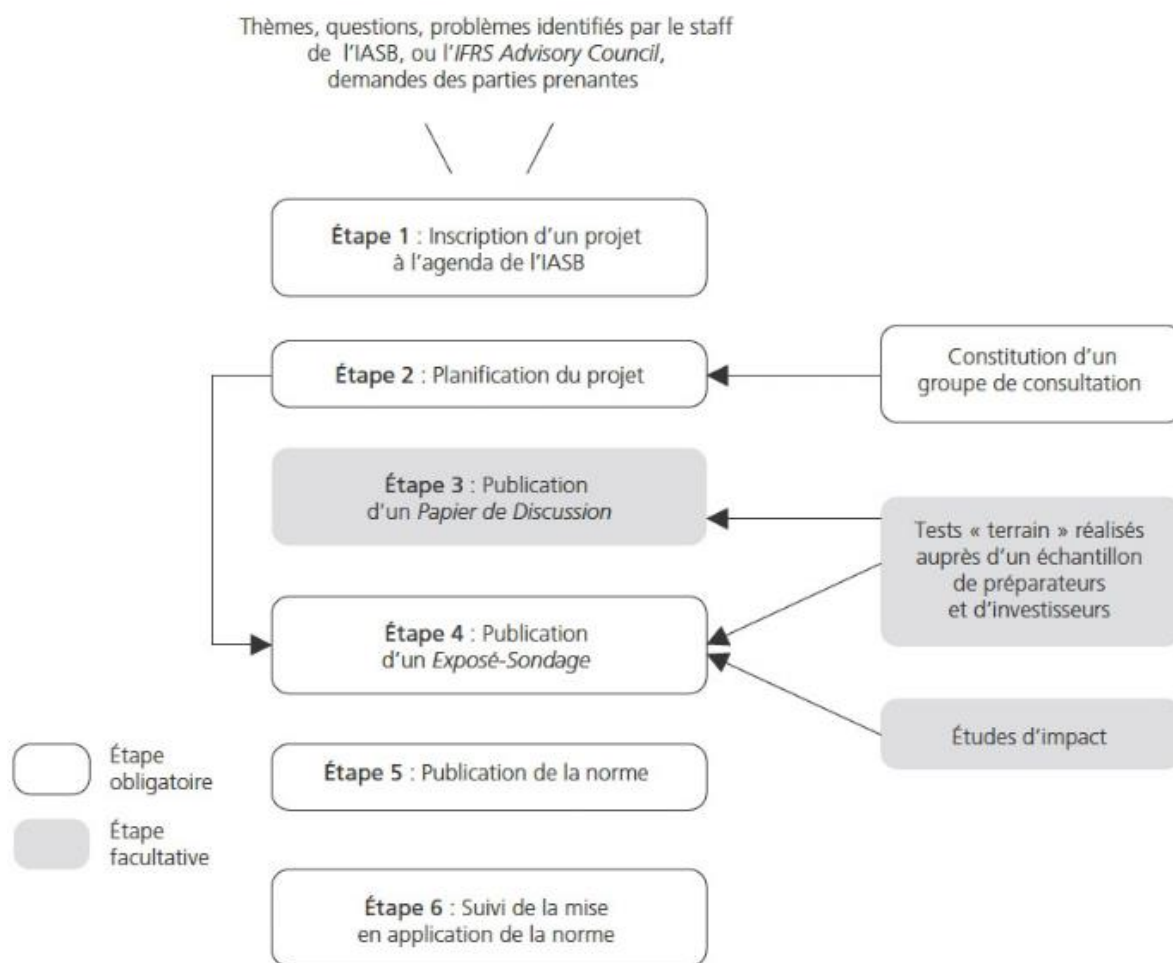 Thèmes, questions, problèmes identifiés par le staff
de l'IASB, ou l'IFRS Advisory Council,
demandes des parties prenantes
Étape 1 : Inscription d'un projet
à l'agenda de l'IASB
Étape 2 : Planification du projet
Constitution d'un
groupe de consultation
Étape 3 : Publication
d'un Papier de Discussion
Tests « terrain » réalisés
auprès d'un échantillon
de préparateurs
et d'investisseurs
Étape 4 : Publication
d'un Exposé-Sondage
Études d'impact
Étape
obligatoire
Étape 5 : Publication de la norme
Étape
facultative
Étape 6 : Suivi de la mise
en application de la norme